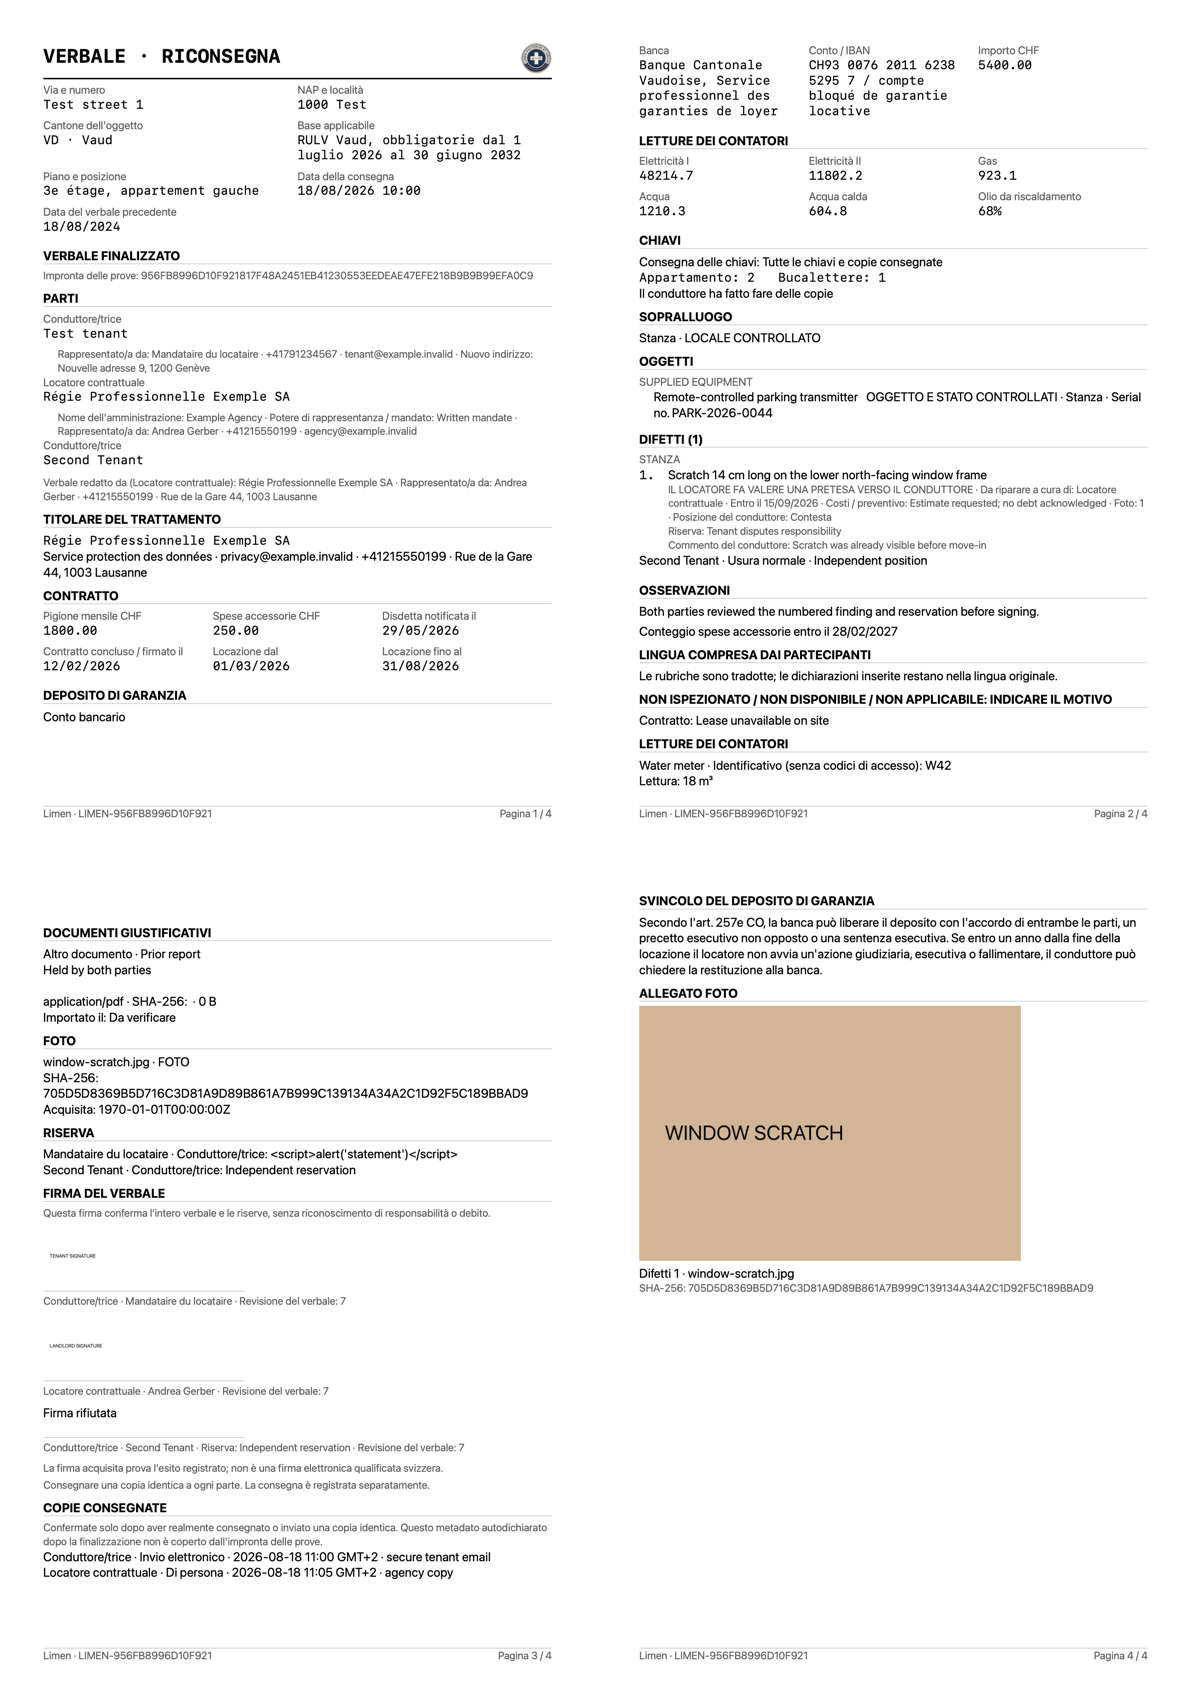 VERBALE · RICONSEGNA
Via e numero
Test street 1
NAP e località
1000 Test
Cantone dell'oggetto
VD · Vaud
Base applicabile
RULV Vaud, obbligatorie dal 1
luglio 2026 al 30 giugno 2032
Piano e posizione
3e étage, appartement gauche
Data della consegna
18/08/2026 10:00
Data del verbale precedente
18/08/2024
VERBALE FINALIZZATO
Impronta delle prove: 956FB8996D10F921817F48A2451EB41230553EEDEAE47EFE218B9B9B99EFA0C9
PARTI
Conduttore/trice
Test tenant
Rappresentato/a da: Mandataire du locataire · +41791234567 · tenant@example.invalid · Nuovo indirizzo:
Nouvelle adresse 9, 1200 Genève
Locatore contrattuale
Régie Professionnelle Exemple SA
Nome dell'amministrazione: Example Agency · Potere di rappresentanza / mandato: Written mandate ·
Rappresentato/a da: Andrea Gerber · +41215550199 · agency@example.invalid
Conduttore/trice
Second Tenant
Verbale redatto da (Locatore contrattuale): Régie Professionnelle Exemple SA · Rappresentato/a da: Andrea
Gerber · +41215550199 · Rue de la Gare 44, 1003 Lausanne
TITOLARE DEL TRATTAMENTO
Régie Professionnelle Exemple SA
Service protection des données · privacy@example.invalid · +41215550199 · Rue de la Gare
44, 1003 Lausanne
CONTRATTO
Pigione mensile CHF
1800.00
Spese accessorie CHF
250.00
Disdetta notificata il
29/05/2026
Contratto concluso / firmato il
12/02/2026
Locazione dal
01/03/2026
Locazione fino al
31/08/2026
DEPOSITO DI GARANZIA
Conto bancario
Limen · LIMEN-956FB8996D10F921
Pagina 1 / 4
Banca
Banque Cantonale
Vaudoise, Service
professionnel des
garanties de loyer
Conto / IBAN
CH93 0076 2011 6238
5295 7 / compte
bloqué de garantie
locative
Importo CHF
5400.00
LETTURE DEI CONTATORI
Elettricità I
48214.7
Elettricità II
11802.2
Gas
923.1
Acqua
1210.3
Acqua calda
604.8
Olio da riscaldamento
68%
CHIAVI
Consegna delle chiavi: Tutte le chiavi e copie consegnate
Appartamento: 2 Bucalettere: 1
Il conduttore ha fatto fare delle copie
SOPRALLUOGO
Stanza · LOCALE CONTROLLATO
OGGETTI
SUPPLIED EQUIPMENT
Remote-controlled parking transmitter OGGETTO E STATO CONTROLLATI · Stanza · Serial
no. PARK-2026-0044
DIFETTI (1)
STANZA
1. Scratch 14 cm long on the lower north-facing window frame
IL LOCATORE FA VALERE UNA PRETESA VERSO IL CONDUTTORE · Da riparare a cura di: Locatore
contrattuale · Entro il 15/09/2026 · Costi / preventivo: Estimate requested; no debt acknowledged · Foto: 1
· Posizione del conduttore: Contesta
Riserva: Tenant disputes responsibility
Commento del conduttore: Scratch was already visible before move-in
Second Tenant · Usura normale · Independent position
OSSERVAZIONI
Both parties reviewed the numbered finding and reservation before signing.
Conteggio spese accessorie entro il 28/02/2027
LINGUA COMPRESA DAI PARTECIPANTI
Le rubriche sono tradotte; le dichiarazioni inserite restano nella lingua originale.
NON ISPEZIONATO / NON DISPONIBILE / NON APPLICABILE: INDICARE IL MOTIVO
Contratto: Lease unavailable on site
LETTURE DEI CONTATORI
Water meter · Identificativo (senza codici di accesso): W42
Lettura: 18 m³
Limen · LIMEN-956FB8996D10F921
Pagina 2 / 4
DOCUMENTI GIUSTIFICATIVI
Altro documento · Prior report
Held by both parties
application/pdf · SHA-256: · 0 B
Importato il: Da verificare
FOTO
window-scratch.jpg · FOTO
SHA-256:
705D5D8369B5D716C3D81A9D89B861A7B999C139134A34A2C1D92F5C189BBAD9
Acquisita: 1970-01-01T00:00:00Z
RISERVA
Mandataire du locataire · Conduttore/trice: <script>alert('statement')</script>
Second Tenant · Conduttore/trice: Independent reservation
FIRMA DEL VERBALE
Questa firma conferma l'intero verbale e le riserve, senza riconoscimento di responsabilità o debito.
TENANT SIGNATURE
Conduttore/trice · Mandataire du locataire · Revisione del verbale: 7
LANDLORD SIGNATURE
Locatore contrattuale · Andrea Gerber · Revisione del verbale: 7
Firma rifiutata
Conduttore/trice · Second Tenant · Riserva: Independent reservation · Revisione del verbale: 7
La firma acquisita prova l'esito registrato; non è una firma elettronica qualificata svizzera.
Consegnare una copia identica a ogni parte. La consegna è registrata separatamente.
COPIE CONSEGNATE
Confermate solo dopo aver realmente consegnato o inviato una copia identica. Questo metadato autodichiarato
dopo la finalizzazione non è coperto dall'impronta delle prove.
Conduttore/trice · Invio elettronico · 2026-08-18 11:00 GMT+2 · secure tenant email
Locatore contrattuale · Di persona · 2026-08-18 11:05 GMT+2 · agency copy
Limen · LIMEN-956FB8996D10F921
Pagina 3 / 4
SVINCOLO DEL DEPOSITO DI GARANZIA
Secondo l'art. 257e CO, la banca può liberare il deposito con l'accordo di entrambe le parti, un
precetto esecutivo non opposto o una sentenza esecutiva. Se entro un anno dalla fine della
locazione il locatore non avvia un'azione giudiziaria, esecutiva o fallimentare, il conduttore può
chiedere la restituzione alla banca.
ALLEGATO FOTO
WINDOW SCRATCH
Difetti 1 · window-scratch.jpg
SHA-256: 705D5D8369B5D716C3D81A9D89B861A7B999C139134A34A2C1D92F5C189BBAD9
Limen · LIMEN-956FB8996D10F921
Pagina 4 / 4